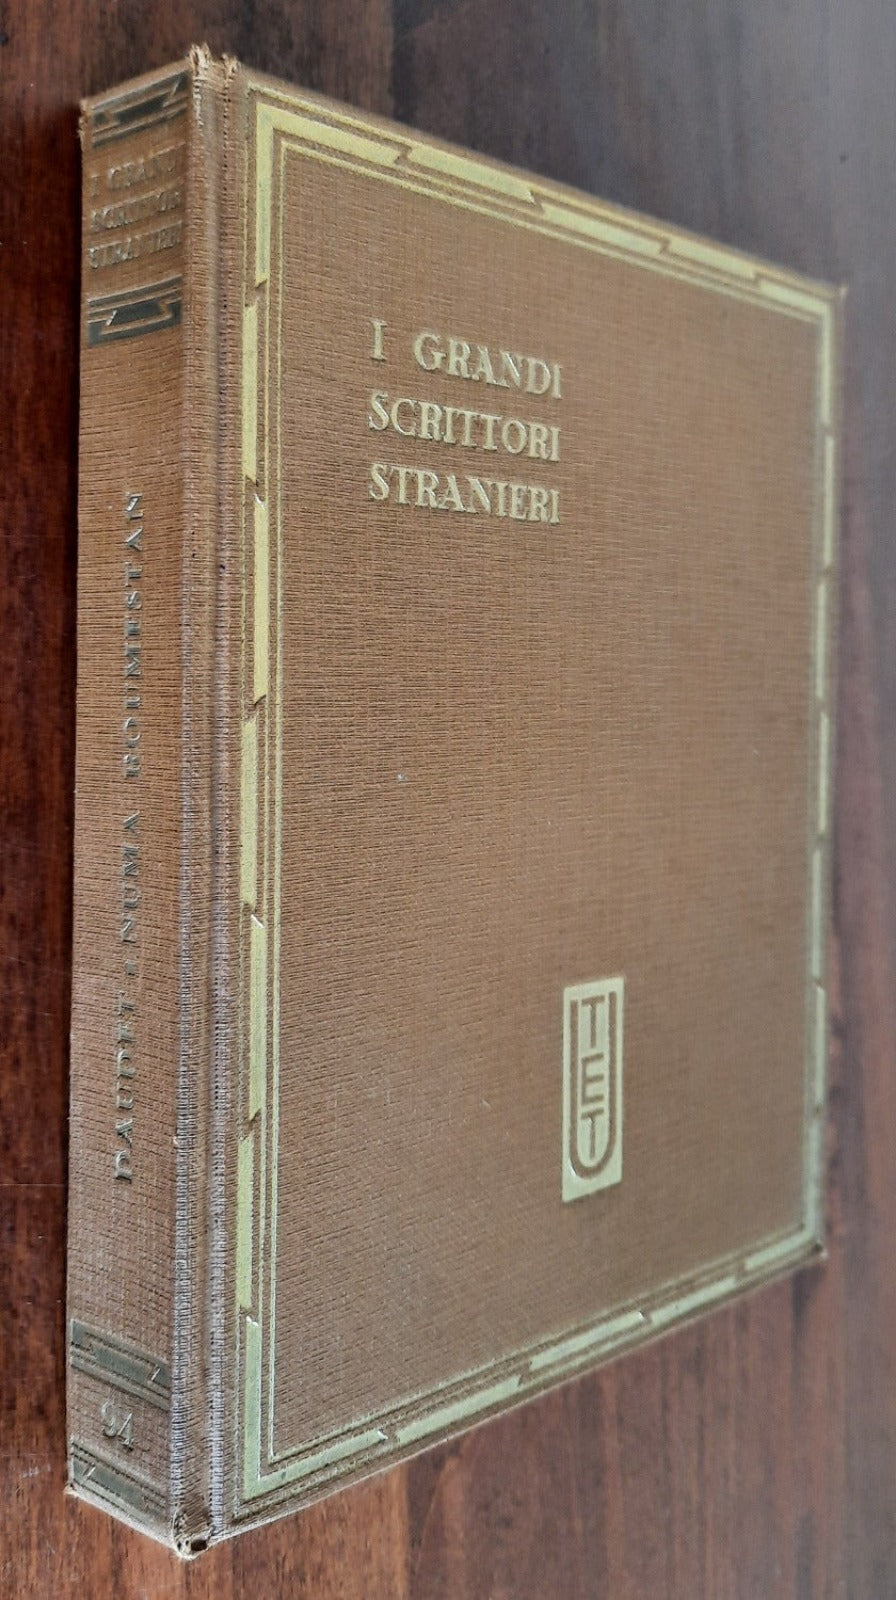 I GRANDI
SCRITTORI
STRANIERI
DAUDET : NUMA ROUMESTAN
94
I GRANDI
SCRITTORI
STRANIERI
UTET